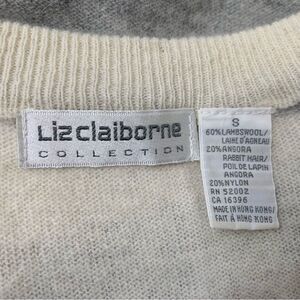 Liz claiborne
COLLECTION
S
60% LAMBSWOOL/
LAINE D'AGNEAU
20% ANGORA
RABBIT HAIR/
POIL DE LAPIN
ANGORA
20% NYLON
RN 52002
CA 16396
MADE IN HONG KONG/
FAIT À HONG KONG